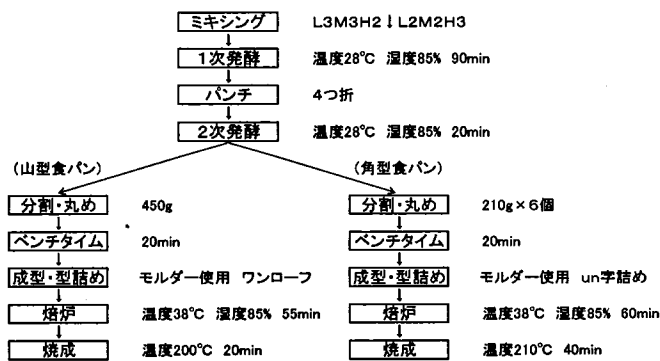 ミキシング L3M3H2↓L2M2H3
1次発酵 温度28℃ 湿度85% 90min
パンチ 4つ折
2次発酵 温度28℃ 湿度85% 20min
(山型食パン) (角型食パン)
分割・丸め 450g 分割・丸め 210g×6個
ベンチタイム 20min ベンチタイム 20min
成型・型詰め モルダー使用 ワンローフ 成型・型詰め モルダー使用 un字詰め
焙炉 温度38℃ 湿度85% 55min 焙炉 温度38℃ 湿度85% 60min
焼成 温度200℃ 20min 焼成 温度210℃ 40min